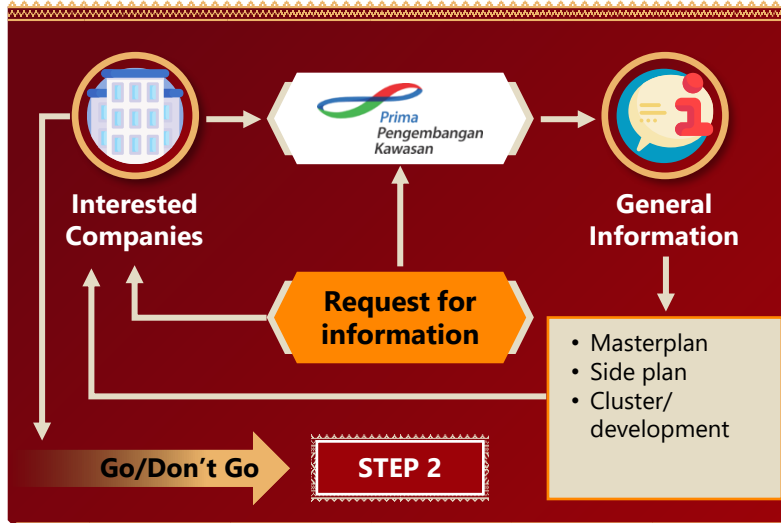 Prima
Pengembangan
Kawasan
Interested
Companies
General
Information
Request for
information
• Masterplan
• Side plan
• Cluster/
development
Go/Don't Go
STEP 2